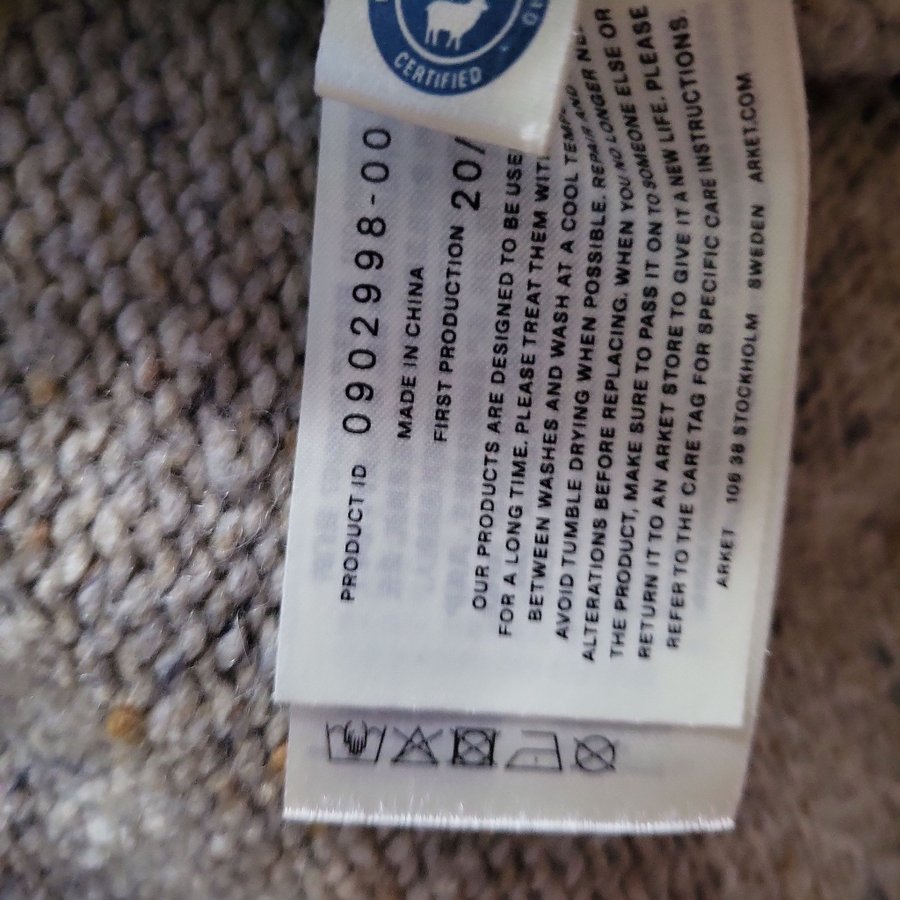 CERTIFIED
PRODUCT ID 0902998-00
MADE IN CHINA
FIRST PRODUCTION 20/
OUR PRODUCTS ARE DESIGNED TO BE USE
FOR A LONG TIME. PLEASE TREAT THEM WIT
BETWEEN WASHES AND WASH AT A COOL TEMP
AVOID TUMBLE DRYING WHEN POSSIBLE. REPAIR AND
ALTERATIONS BEFORE REPLACING. WHEN YOU NO LONGER
THE PRODUCT, MAKE SURE TO PASS IT ON TO SOMEONE ELSE OR
RETURN IT TO AN ARKET STORE TO GIVE IT A NEW LIFE. PLEASE
REFER TO THE CARE TAG FOR SPECIFIC CARE INSTRUCTIONS.
ARKET 106 38 STOCKHOLM SWEDEN ARKET.COM